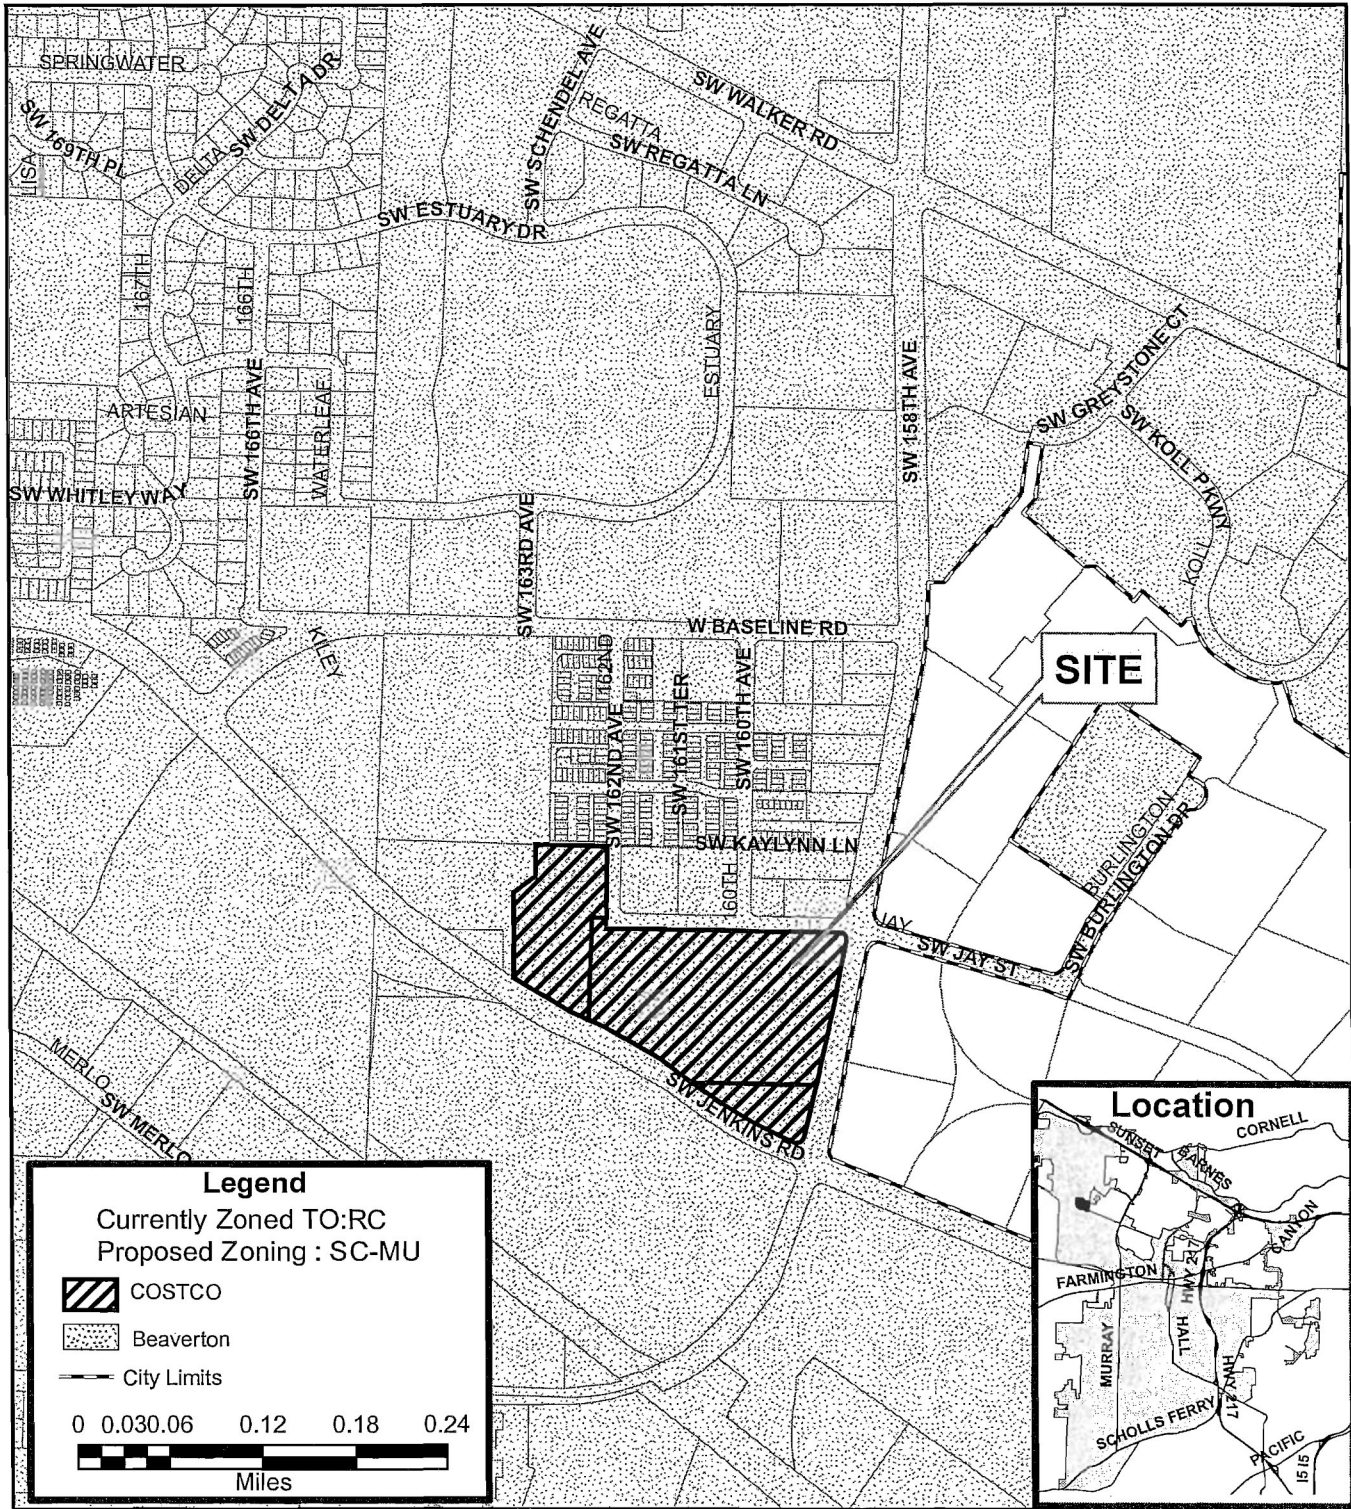 SPRINGWATER
SW 169TH PL
LISA
DELTA
SW DELTA DR
SW SCHENDEL AVE
REGATTA
SW REGATTA LN
SW WALKER RD
SW ESTUARY DR
ESTUARY
167TH
166TH
SW 166TH AVE
WATERLEAF
ARTESIAN
SW WHITLEY WAY
SW 163RD AVE
SW 158TH AVE
SW GREYSTONE CT
SW KOLL PKWY
KOLL
KILEY
W BASELINE RD
162ND
SW 162ND AVE
SW 161ST TER
SW 160TH AVE
SW KAYLYNN LN
160TH
SITE
BURLINGTON
SW BURLINGTON DR
JAY
SW JAY ST
SW JENKINS RD
MERLO
SW MERLO
Legend
Currently Zoned TO:RC
Proposed Zoning : SC-MU
COSTCO
Beaverton
City Limits
0 0.03 0.06 0.12 0.18 0.24
Miles
Location
CORNELL
SUNSET
BARNES
CANYON
HWY 217
FARMINGTON
HALL
MURRAY
HWY 217
SCHOLLS FERRY
PACIFIC
I5 I5